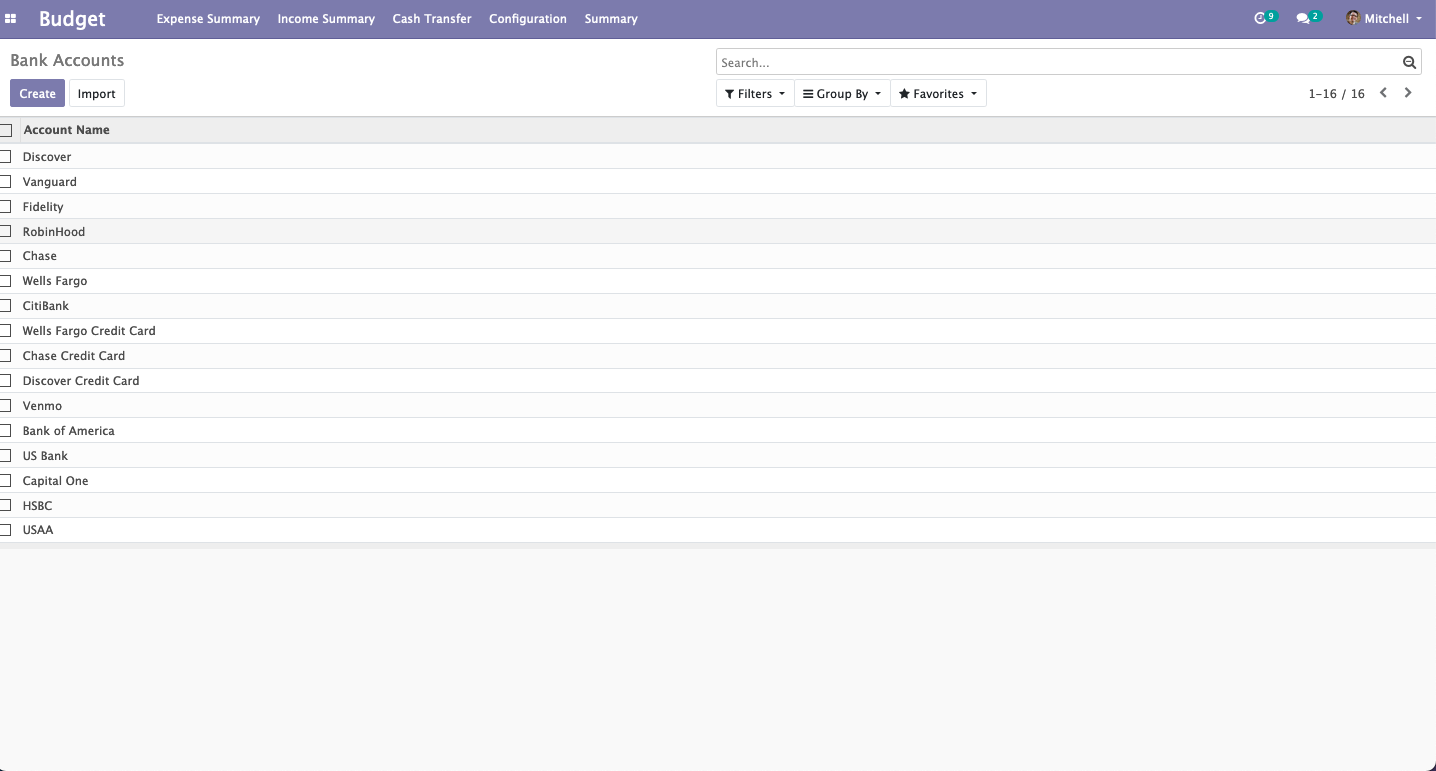 Budget Expense Summary Income Summary Cash Transfer Configuration Summary 9 2 Mitchell
Bank Accounts
Search...
Create Import Filters Group By Favorites 1-16 / 16
Account Name
Discover
Vanguard
Fidelity
RobinHood
Chase
Wells Fargo
CitiBank
Wells Fargo Credit Card
Chase Credit Card
Discover Credit Card
Venmo
Bank of America
US Bank
Capital One
HSBC
USAA